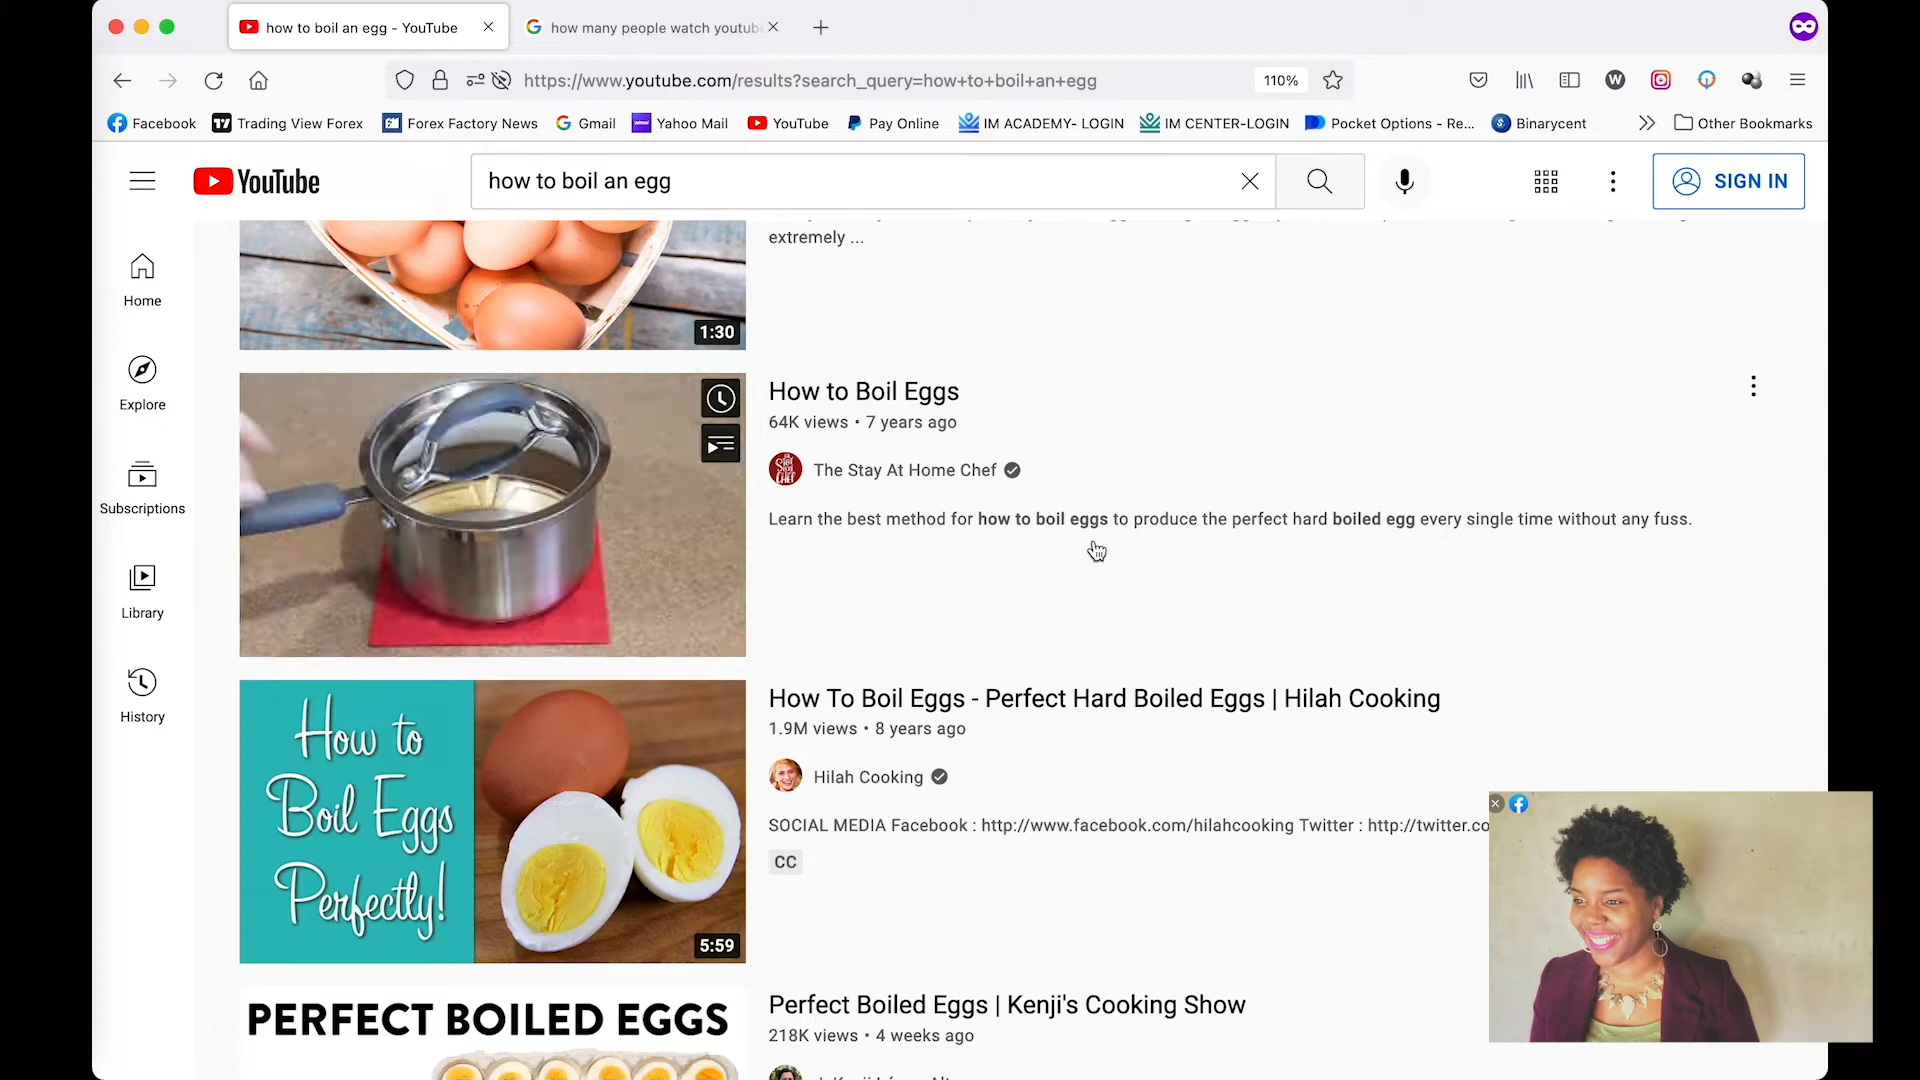 how to boil an egg - YouTube
how many people watch youtub
https://www.youtube.com/results?search_query=how+to+boil+an+egg
110%
Facebook
Trading View Forex
Forex Factory News
Gmail
Yahoo Mail
YouTube
Pay Online
IM ACADEMY- LOGIN
IM CENTER-LOGIN
Pocket Options - Re...
Binarycent
Other Bookmarks
YouTube
how to boil an egg
SIGN IN
Home
Explore
Subscriptions
Library
History
extremely ...
1:30
How to Boil Eggs
64K views • 7 years ago
The Stay At Home Chef
Learn the best method for how to boil eggs to produce the perfect hard boiled egg every single time without any fuss.
How to
Boil Eggs
Perfectly!
5:59
How To Boil Eggs - Perfect Hard Boiled Eggs | Hilah Cooking
1.9M views • 8 years ago
Hilah Cooking
SOCIAL MEDIA Facebook : http://www.facebook.com/hilahcooking Twitter : http://twitter.co
CC
PERFECT BOILED EGGS
Perfect Boiled Eggs | Kenji's Cooking Show
218K views • 4 weeks ago